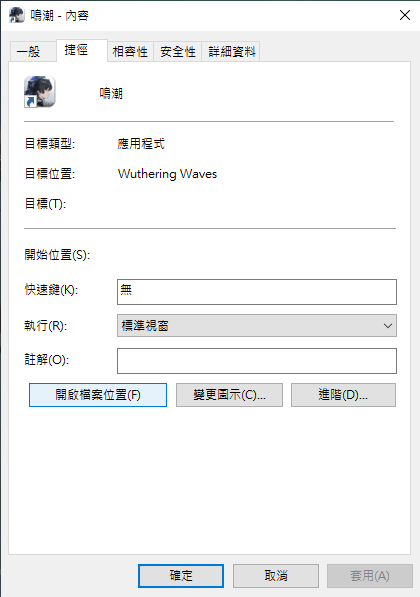 鳴潮 - 內容
一般 捷徑 相容性 安全性 詳細資料
鳴潮
目標類型: 應用程式
目標位置: Wuthering Waves
目標(T):
開始位置(S):
快速鍵(K): 無
執行(R): 標準視窗
註解(O):
開啟檔案位置(F) 變更圖示(C)... 進階(D)...
確定 取消 套用(A)